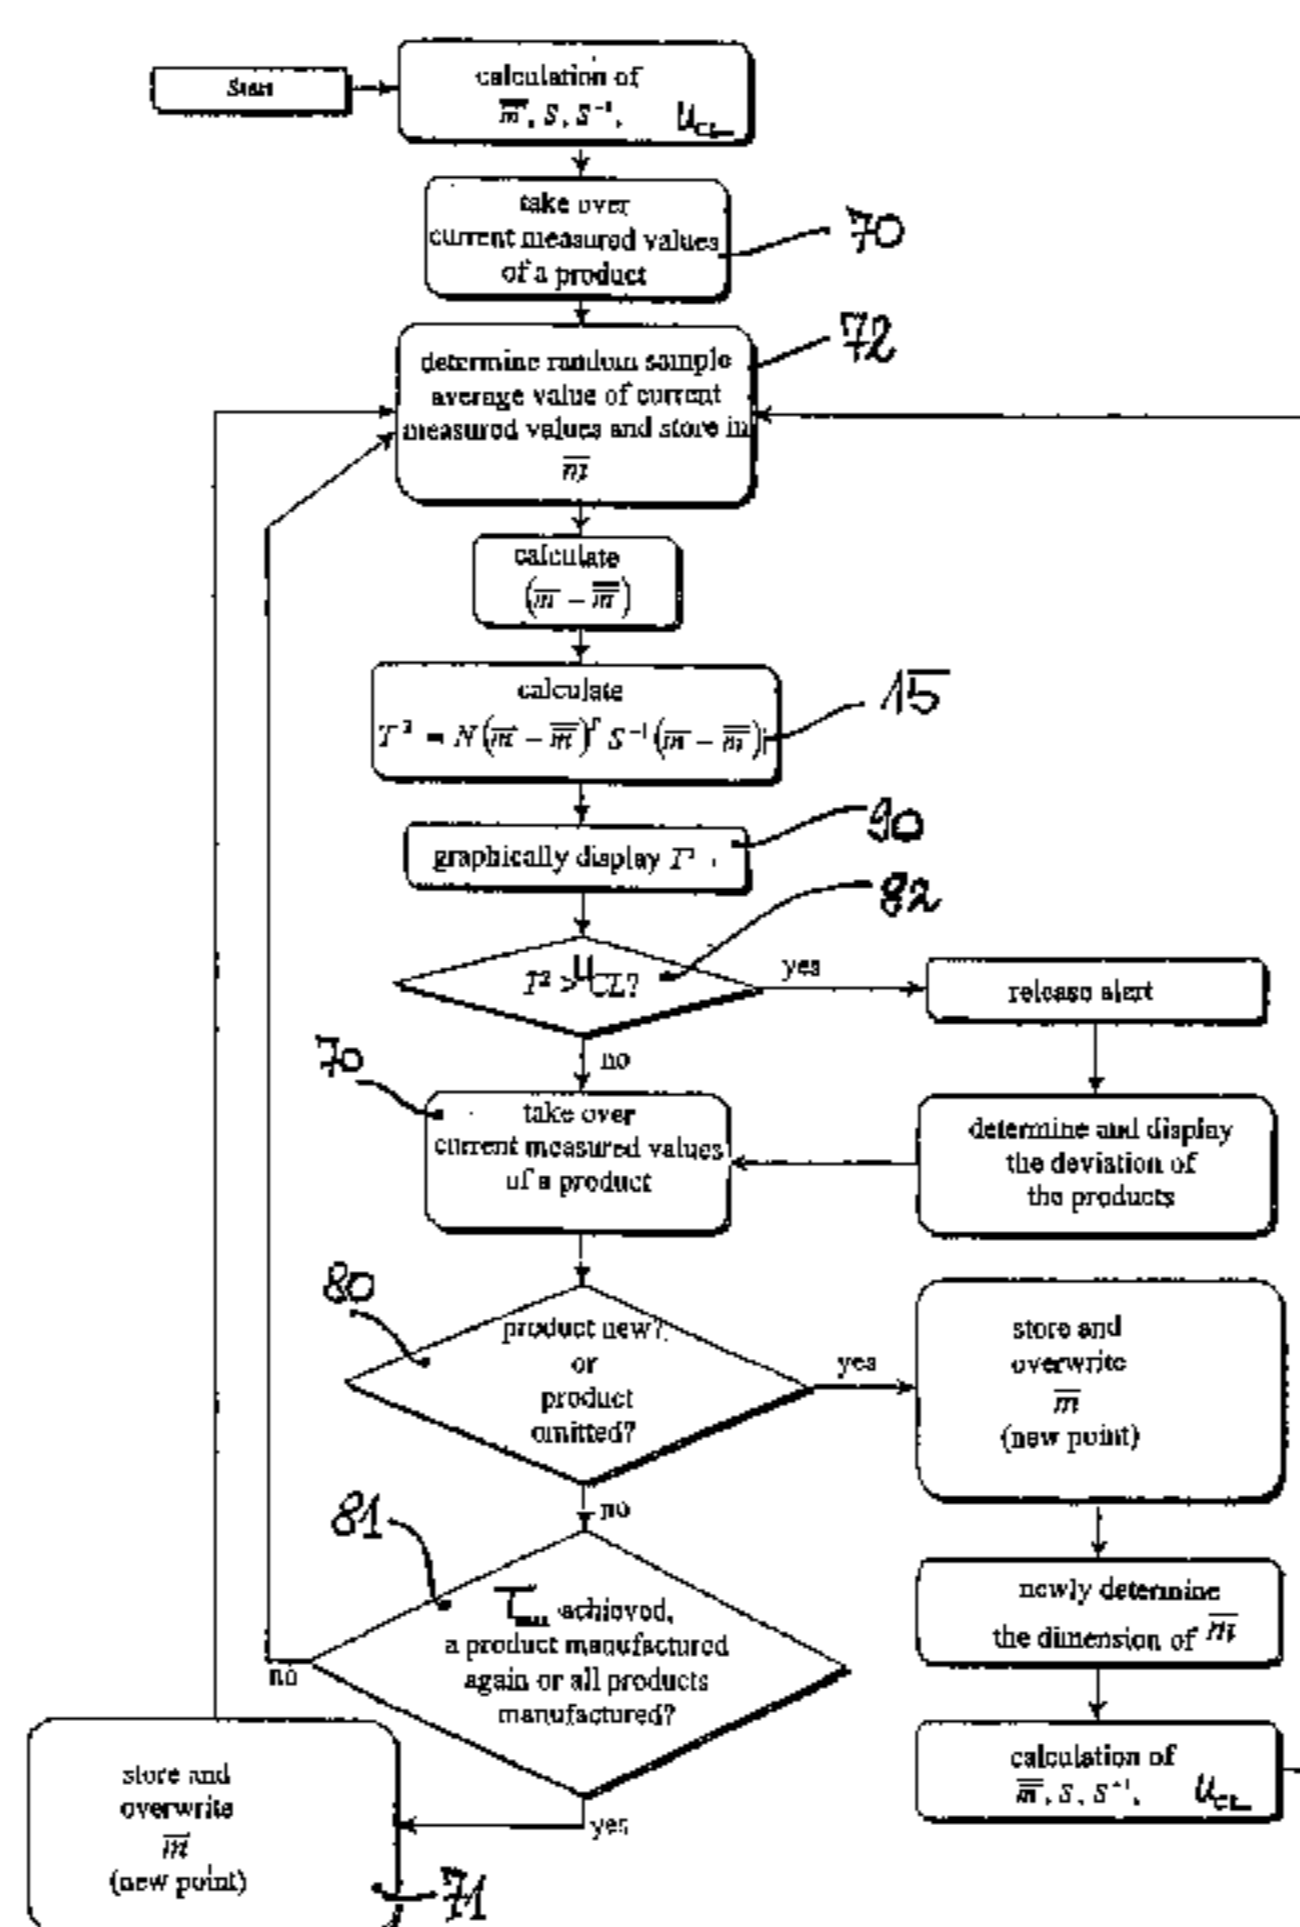 Start
calculation of
m̿, S, S⁻¹, U_CL
take over
current measured values
of a product
70
determine random sample
average value of current
measured values and store in
m̅
72
calculate
(m̅ − m̿)
calculate
T² = N(m̅ − m̿)ᵀ S⁻¹(m̅ − m̿)
15
graphically display T²
90
T² > U_CL?
82
yes
release alert
no
70
take over
current measured values
of a product
determine and display
the deviation of
the products
80
product new?
or
product
omitted?
yes
store and
overwrite
m̅
(new point)
no
81
achieved,
a product manufactured
again or all products
manufactured?
no
yes
newly determine
the dimension of m̅
calculation of
m̿, S, S⁻¹, U_CL
store and
overwrite
m̅
(new point)
71